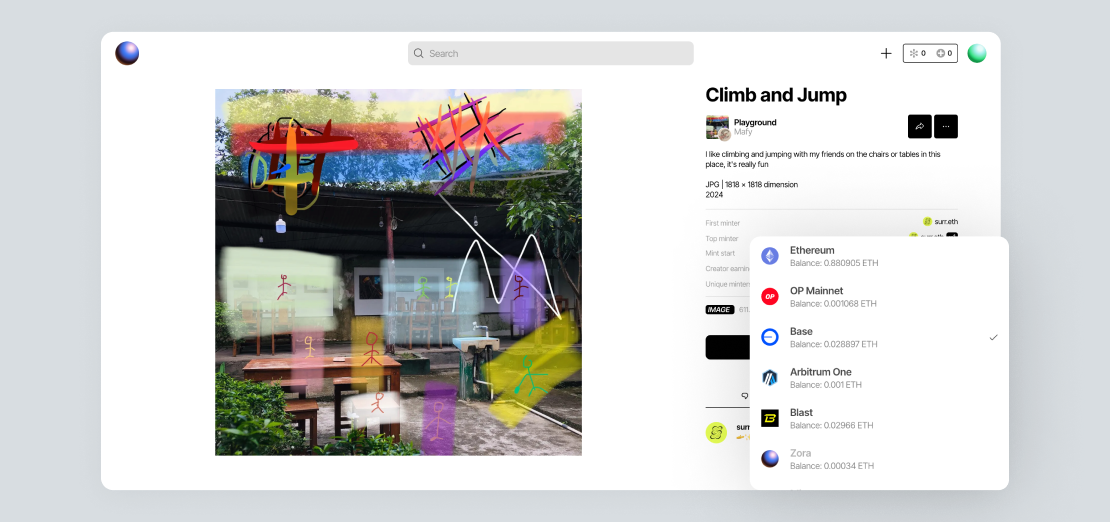 Search
0
0
Climb and Jump
Playground
Mafy
...
I like climbing and jumping with my friends on the chairs or tables in this
place, it's really fun
JPG | 1818 × 1818 dimension
2024
First minter
surr.eth
Top minter
Mint start
Creator
Unique
IMAGE
Ethereum
Balance: 0.880905 ETH
OP
OP Mainnet
Balance: 0.001068 ETH
Base
Balance: 0.028897 ETH
Arbitrum One
Balance: 0.001 ETH
Blast
Balance: 0.02966 ETH
Zora
Balance: 0.00034 ETH